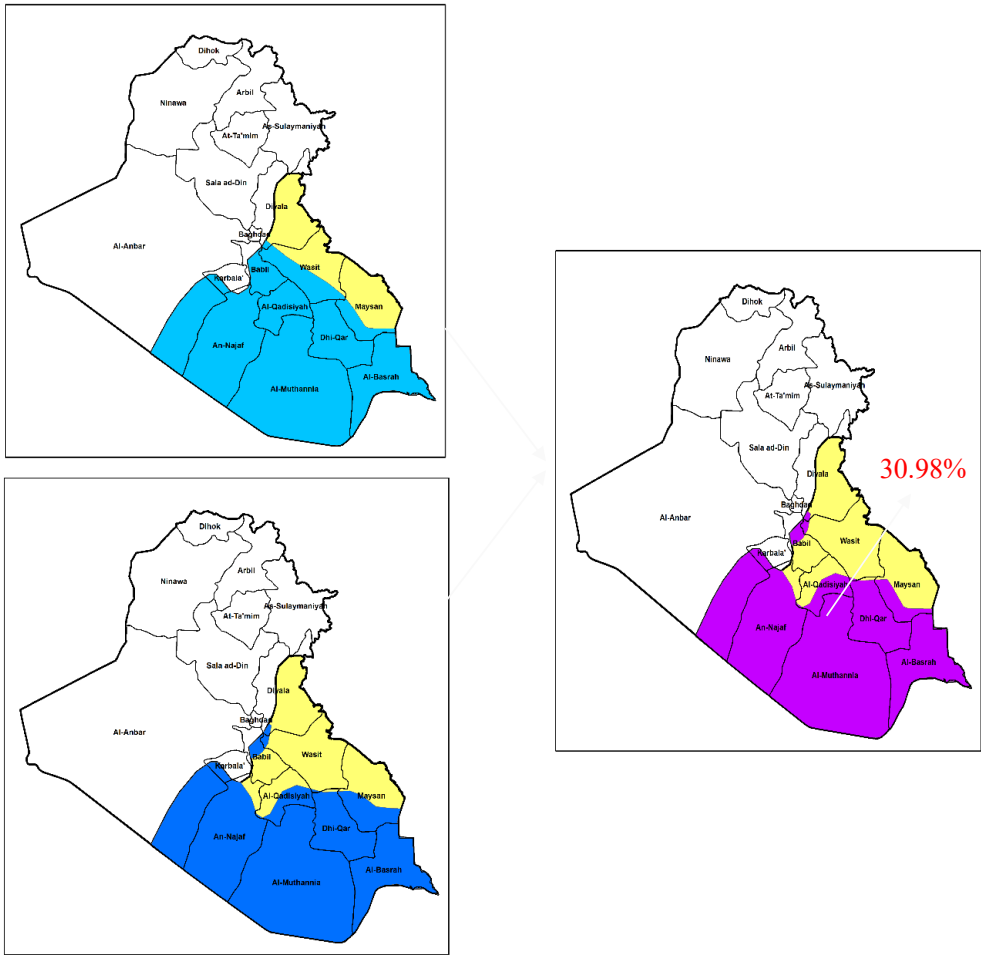 Dihok
Arbil
Ninawa
As-Sulaymaniyah
At-Ta'mim
Sala ad-Din
Diyala
Baghdad
Al-Anbar
Wasit
Babil
Karbala'
Maysan
Al-Qadisiyah
Dhi-Qar
An-Najaf
Al-Basrah
Al-Muthannia
Dihok
Arbil
Ninawa
As-Sulaymaniyah
At-Ta'mim
Sala ad-Din
Diyala
Baghdad
Al-Anbar
Wasit
Babil
Karbala'
Maysan
Al-Qadisiyah
Dhi-Qar
An-Najaf
Al-Basrah
Al-Muthannia
Dihok
Arbil
Ninawa
As-Sulaymaniyah
At-Ta'mim
Sala ad-Din
Diyala
30.98%
Baghdad
Al-Anbar
Wasit
Babil
Karbala'
Maysan
Al-Qadisiyah
Dhi-Qar
An-Najaf
Al-Basrah
Al-Muthannia